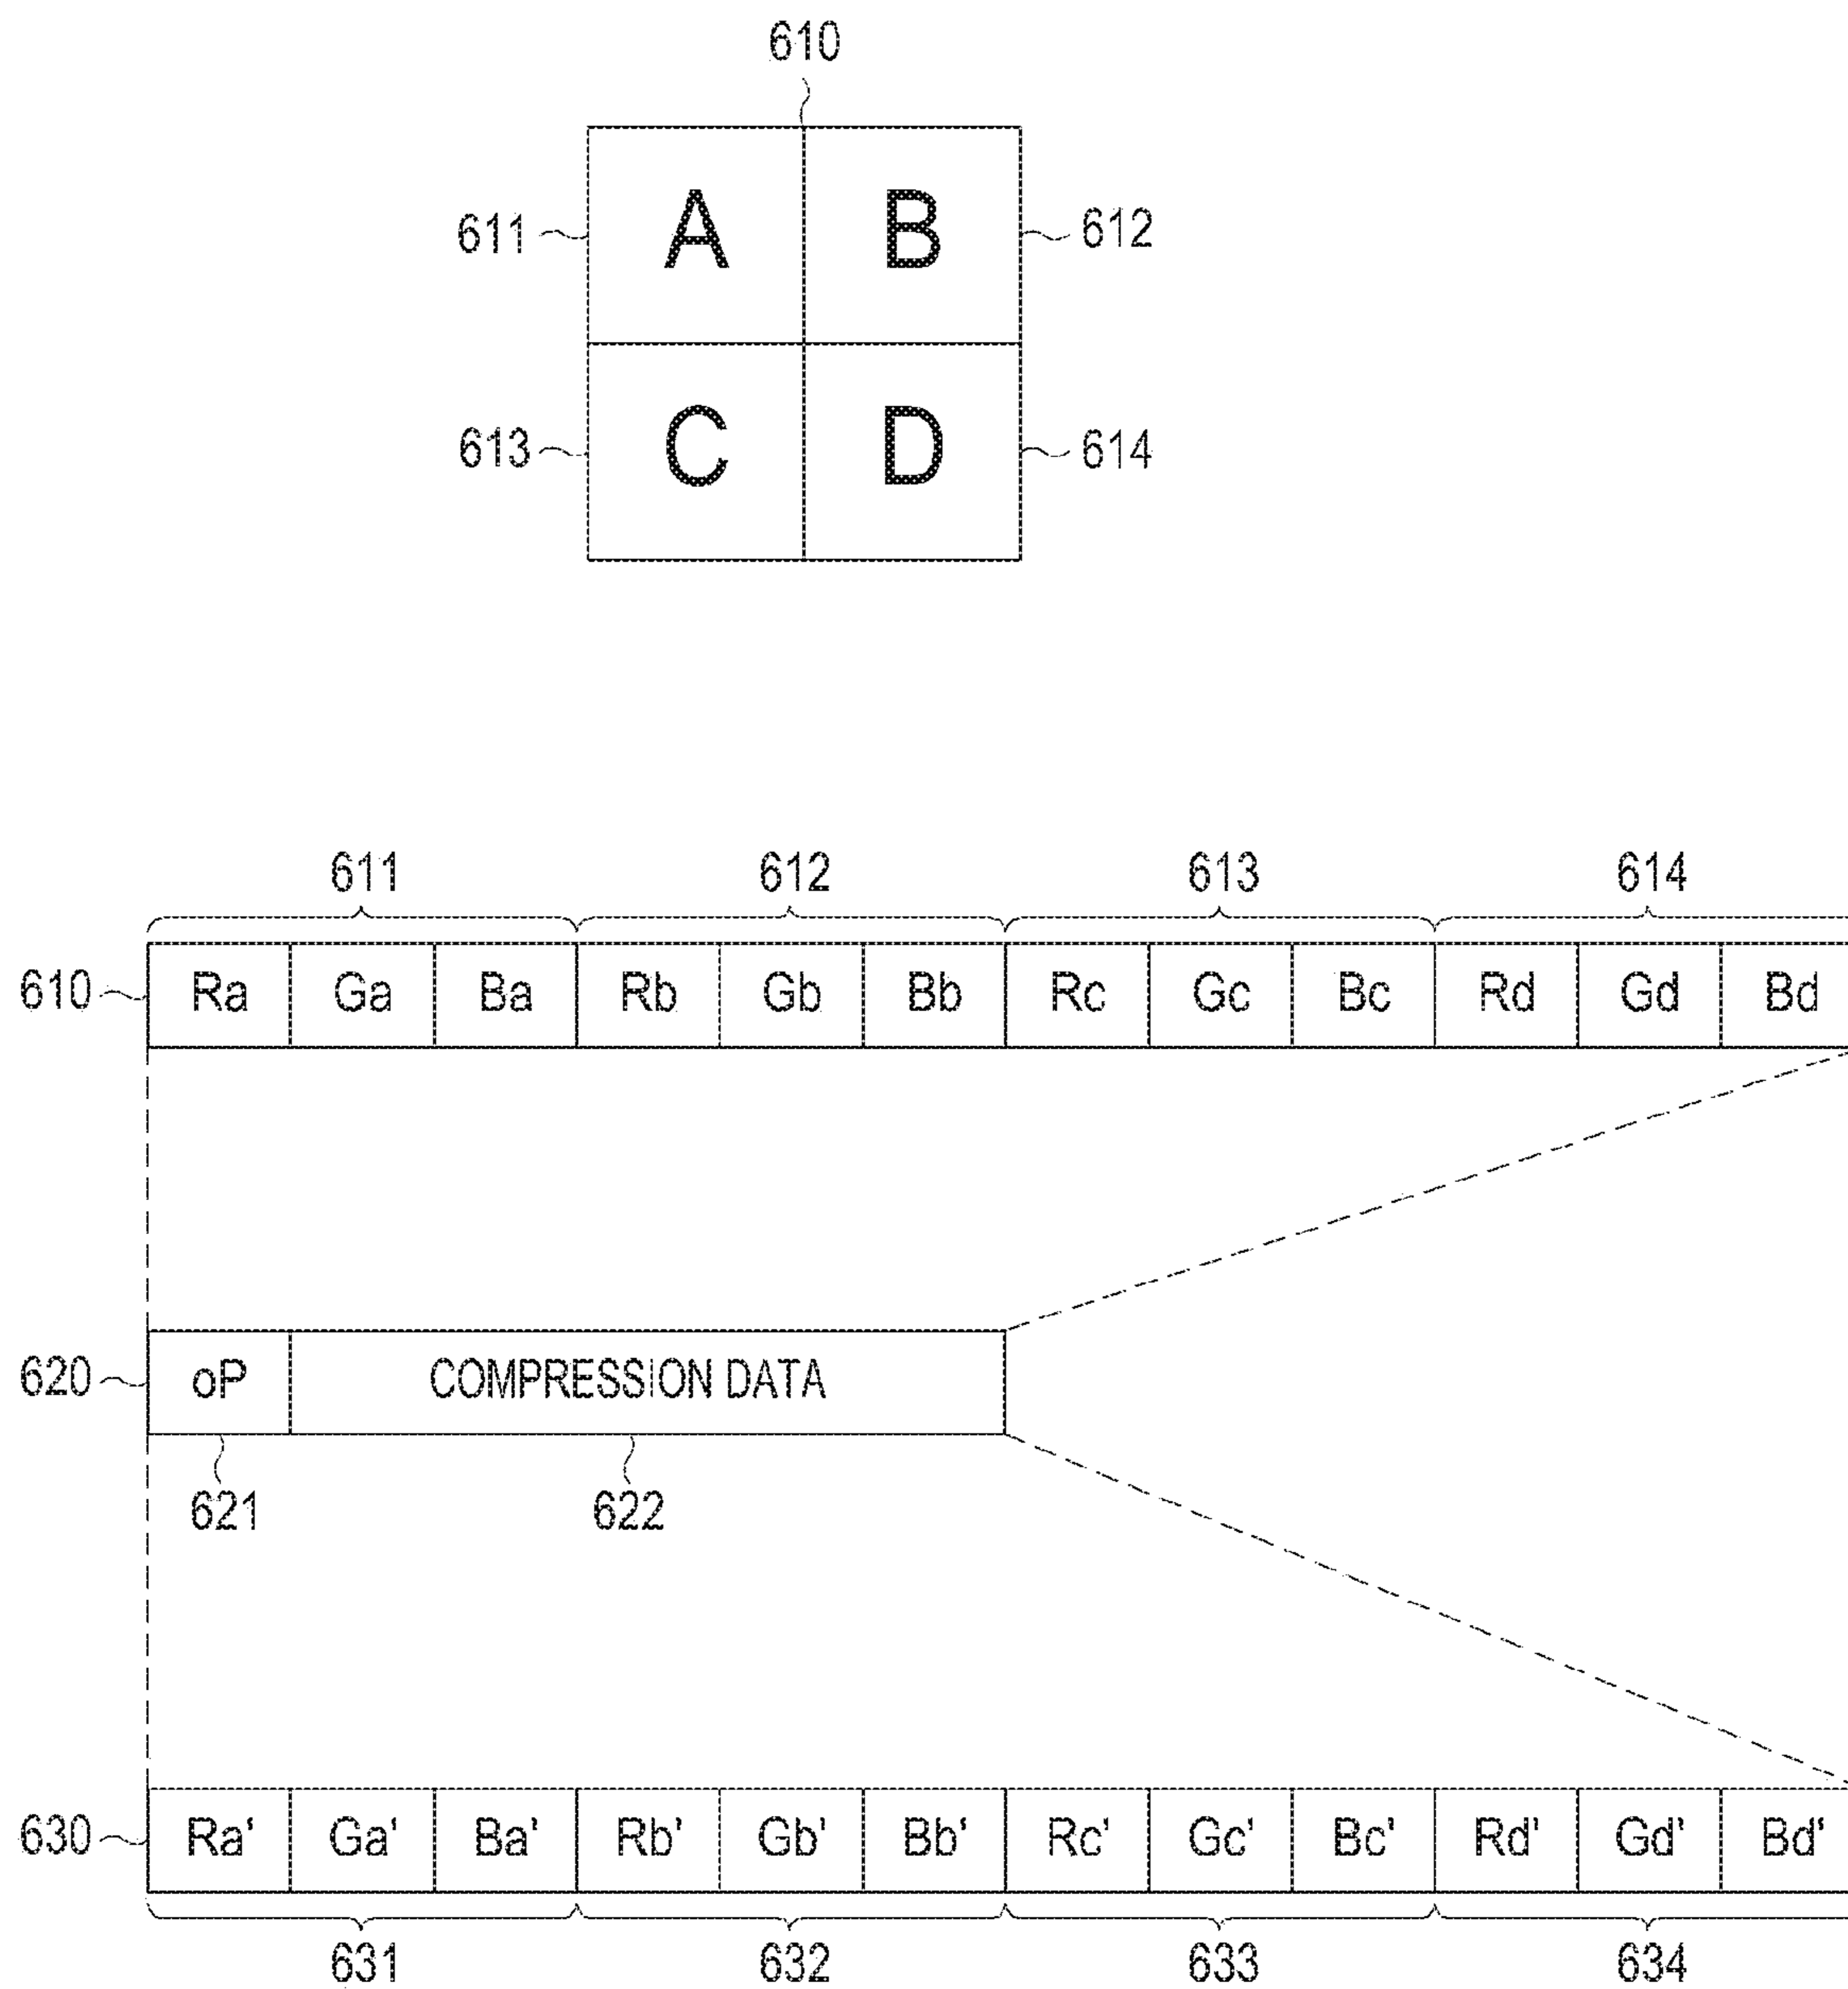 610
611 A B 612
613 C D 614
611 612 613 614
610 Ra Ga Ba Rb Gb Bb Rc Gc Bc Rd Gd Bd
620 oP COMPRESSION DATA
621 622
630 Ra' Ga' Ba' Rb' Gb' Bb' Rc' Gc' Bc' Rd' Gd' Bd'
631 632 633 634